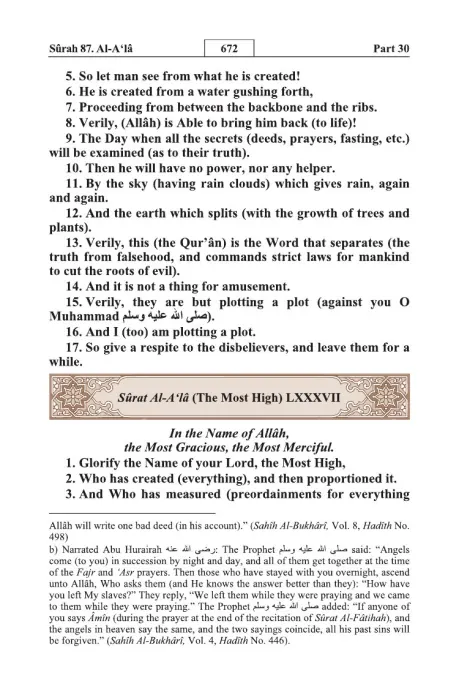 Sûrah 87. Al-A‘lâ 672 Part 30
5. So let man see from what he is created!
6. He is created from a water gushing forth,
7. Proceeding from between the backbone and the ribs.
8. Verily, (Allâh) is Able to bring him back (to life)!
9. The Day when all the secrets (deeds, prayers, fasting, etc.)
will be examined (as to their truth).
10. Then he will have no power, nor any helper.
11. By the sky (having rain clouds) which gives rain, again
and again.
12. And the earth which splits (with the growth of trees and
plants).
13. Verily, this (the Qur’ân) is the Word that separates (the
truth from falsehood, and commands strict laws for mankind
to cut the roots of evil).
14. And it is not a thing for amusement.
15. Verily, they are but plotting a plot (against you O
Muhammad صلى الله عليه وسلم).
16. And I (too) am plotting a plot.
17. So give a respite to the disbelievers, and leave them for a
while.
Sûrat Al-A‘lâ (The Most High) LXXXVII
In the Name of Allâh,
the Most Gracious, the Most Merciful.
1. Glorify the Name of your Lord, the Most High,
2. Who has created (everything), and then proportioned it.
3. And Who has measured (preordainments for everything
Allâh will write one bad deed (in his account).” (Sahîh Al-Bukhârî, Vol. 8, Hadîth No.
498)
b) Narrated Abu Hurairah رضى الله عنه: The Prophet صلى الله عليه وسلم said: “Angels
come (to you) in succession by night and day, and all of them get together at the time
of the Fajr and ‘Asr prayers. Then those who have stayed with you overnight, ascend
unto Allâh, Who asks them (and He knows the answer better than they): “How have
you left My slaves?” They reply, “We left them while they were praying and we came
to them while they were praying.” The Prophet صلى الله عليه وسلم added: “If anyone of
you says Âmîn (during the prayer at the end of the recitation of Sûrat Al-Fâtihah), and
the angels in heaven say the same, and the two sayings coincide, all his past sins will
be forgiven.” (Sahîh Al-Bukhârî, Vol. 4, Hadîth No. 446).